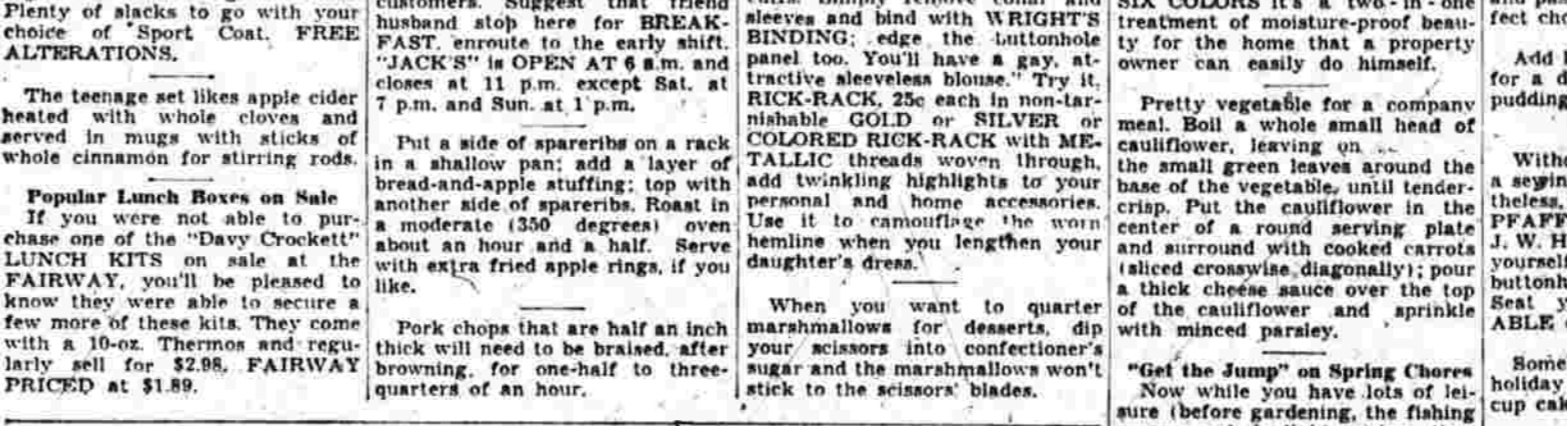 Plenty of slacks to go with your
choice of Sport Coat. FREE
ALTERATIONS.
The teenage set likes apple cider
heated with whole cloves and
served in mugs with sticks of
whole cinnamon for stirring rods.
Popular Lunch Boxes on Sale
If you were not able to pur-
chase one of the "Davy Crockett"
LUNCH KITS on sale at the
FAIRWAY, you'll be pleased to
know they were able to secure a
few more of these kits. They come
with a 10-oz. Thermos and regu-
larly sell for $2.98. FAIRWAY
PRICED at $1.89.
customers. Suggest that friend
husband stop here for BREAK-
FAST, enroute to the early shift.
"JACK'S" is OPEN AT 6 a.m. and
closes at 11 p.m. except Sat. at
7 p.m. and Sun. at 1 p.m.
Put a side of spareribs on a rack
in a shallow pan; add a layer of
bread-and-apple stuffing; top with
another side of spareribs. Roast in
a moderate (350 degrees) oven
about an hour and a half. Serve
with extra fried apple rings, if you
like.
Pork chops that are half an inch
thick will need to be braised, after
browning, for one-half to three-
quarters of an hour.
sleeves and bind with WRIGHT'S
BINDING; edge the buttonhole
panel too. You'll have a gay, at-
tractive sleeveless blouse." Try it.
RICK-RACK, 25c each in non-tar-
nishable GOLD or SILVER or
COLORED RICK-RACK with ME-
TALLIC threads woven through,
add twinkling highlights to your
personal and home accessories.
Use it to camouflage the worn
hemline when you lengthen your
daughter's dress.
When you want to quarter
marshmallows for desserts, dip
your scissors into confectioner's
sugar and the marshmallows won't
stick to the scissors' blades.
SIX COLORS it's a two-in-one
treatment of moisture-proof beau-
ty for the home that a property
owner can easily do himself.
Pretty vegetable for a company
meal. Boil a whole small head of
cauliflower, leaving on
the small green leaves around the
base of the vegetable, until tender-
crisp. Put the cauliflower in the
center of a round serving plate
and surround with cooked carrots
(sliced crosswise diagonally); pour
a thick cheese sauce over the top
of the cauliflower and sprinkle
with minced parsley.
"Get the Jump" on Spring Chores
Now while you have lots of lei-
sure (before gardening, the fishing
fect
Add
for a
pudding
a
theless,
PFAFF
J. W.
yourself
Seat
ABLE
Some
holiday
cup